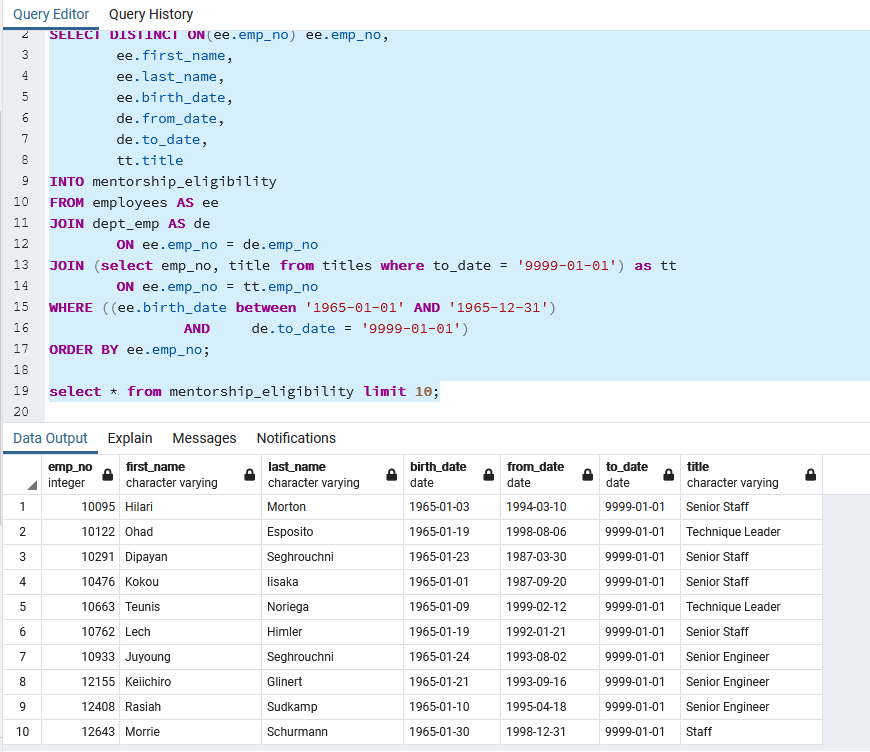 Query Editor Query History
2 SELECT DISTINCT ON(ee.emp_no) ee.emp_no,
3 ee.first_name,
4 ee.last_name,
5 ee.birth_date,
6 de.from_date,
7 de.to_date,
8 tt.title
9 INTO mentorship_eligibility
10 FROM employees AS ee
11 JOIN dept_emp AS de
12 ON ee.emp_no = de.emp_no
13 JOIN (select emp_no, title from titles where to_date = '9999-01-01') as tt
14 ON ee.emp_no = tt.emp_no
15 WHERE ((ee.birth_date between '1965-01-01' AND '1965-12-31')
16 AND de.to_date = '9999-01-01')
17 ORDER BY ee.emp_no;
18
19 select * from mentorship_eligibility limit 10;
20
Data Output Explain Messages Notifications
emp_no first_name last_name birth_date from_date to_date title
integer character varying character varying date date date character varying
1 10095 Hilari Morton 1965-01-03 1994-03-10 9999-01-01 Senior Staff
2 10122 Ohad Esposito 1965-01-19 1998-08-06 9999-01-01 Technique Leader
3 10291 Dipayan Seghrouchni 1965-01-23 1987-03-30 9999-01-01 Senior Staff
4 10476 Kokou Iisaka 1965-01-01 1987-09-20 9999-01-01 Senior Staff
5 10663 Teunis Noriega 1965-01-09 1999-02-12 9999-01-01 Technique Leader
6 10762 Lech Himler 1965-01-19 1992-01-21 9999-01-01 Senior Staff
7 10933 Juyoung Seghrouchni 1965-01-24 1993-08-02 9999-01-01 Senior Engineer
8 12155 Keiichiro Glinert 1965-01-21 1993-09-16 9999-01-01 Senior Engineer
9 12408 Rasiah Sudkamp 1965-01-10 1995-04-18 9999-01-01 Senior Engineer
10 12643 Morrie Schurmann 1965-01-30 1998-12-31 9999-01-01 Staff